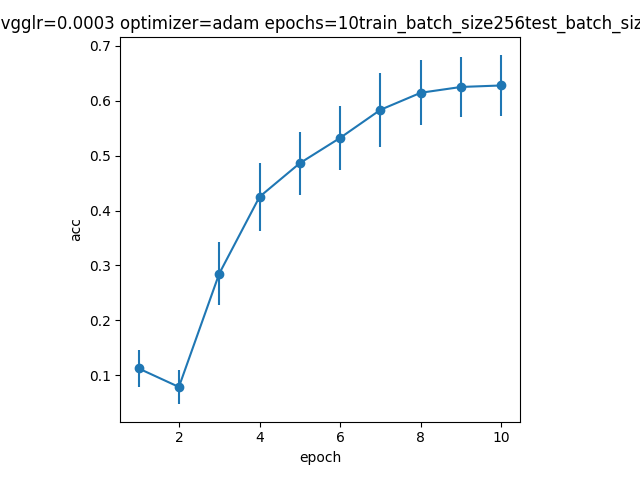 vgglr=0.0003 optimizer=adam epochs=10train_batch_size256test_batch_siz
0.7
0.6
0.5
0.4
0.3
0.2
0.1
acc
2 4 6 8 10
epoch